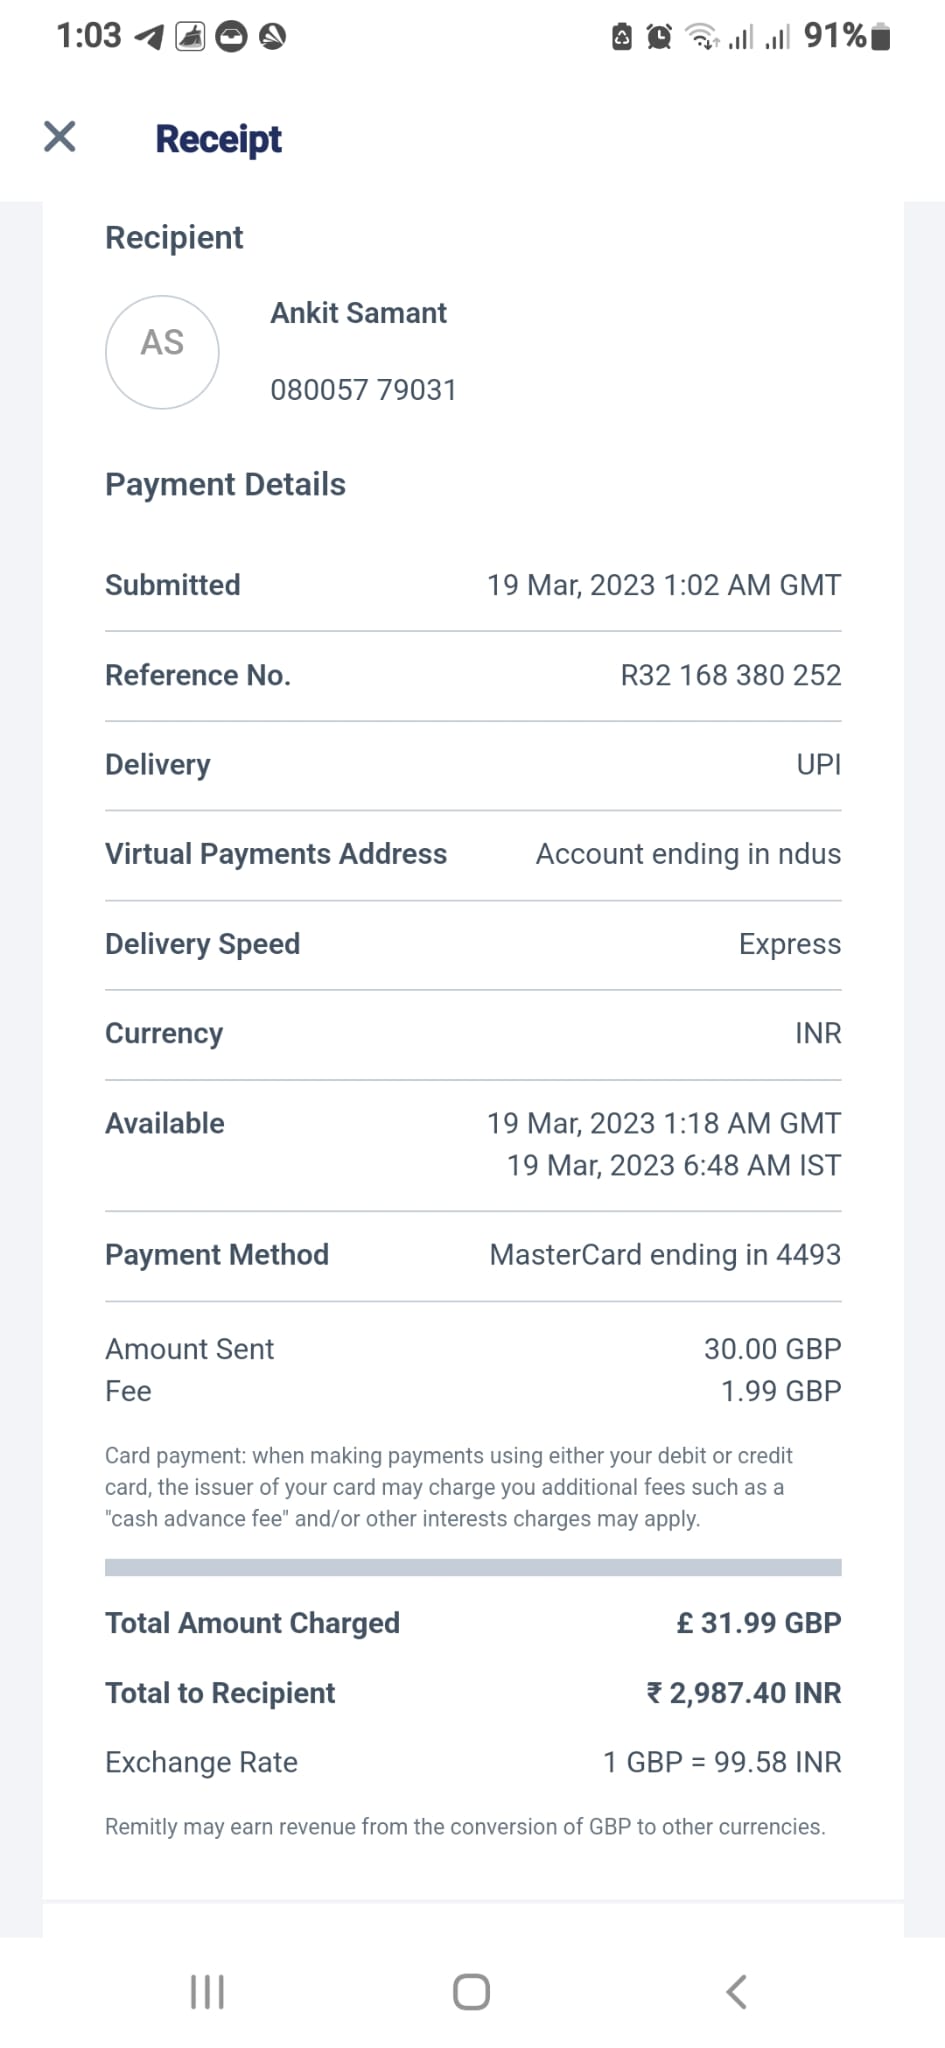 1:03
91%
Receipt
Recipient
AS
Ankit Samant
080057 79031
Payment Details
Submitted 19 Mar, 2023 1:02 AM GMT
Reference No. R32 168 380 252
Delivery UPI
Virtual Payments Address Account ending in ndus
Delivery Speed Express
Currency INR
Available 19 Mar, 2023 1:18 AM GMT
19 Mar, 2023 6:48 AM IST
Payment Method MasterCard ending in 4493
Amount Sent 30.00 GBP
Fee 1.99 GBP
Card payment: when making payments using either your debit or credit
card, the issuer of your card may charge you additional fees such as a
"cash advance fee" and/or other interests charges may apply.
Total Amount Charged £ 31.99 GBP
Total to Recipient ₹ 2,987.40 INR
Exchange Rate 1 GBP = 99.58 INR
Remitly may earn revenue from the conversion of GBP to other currencies.